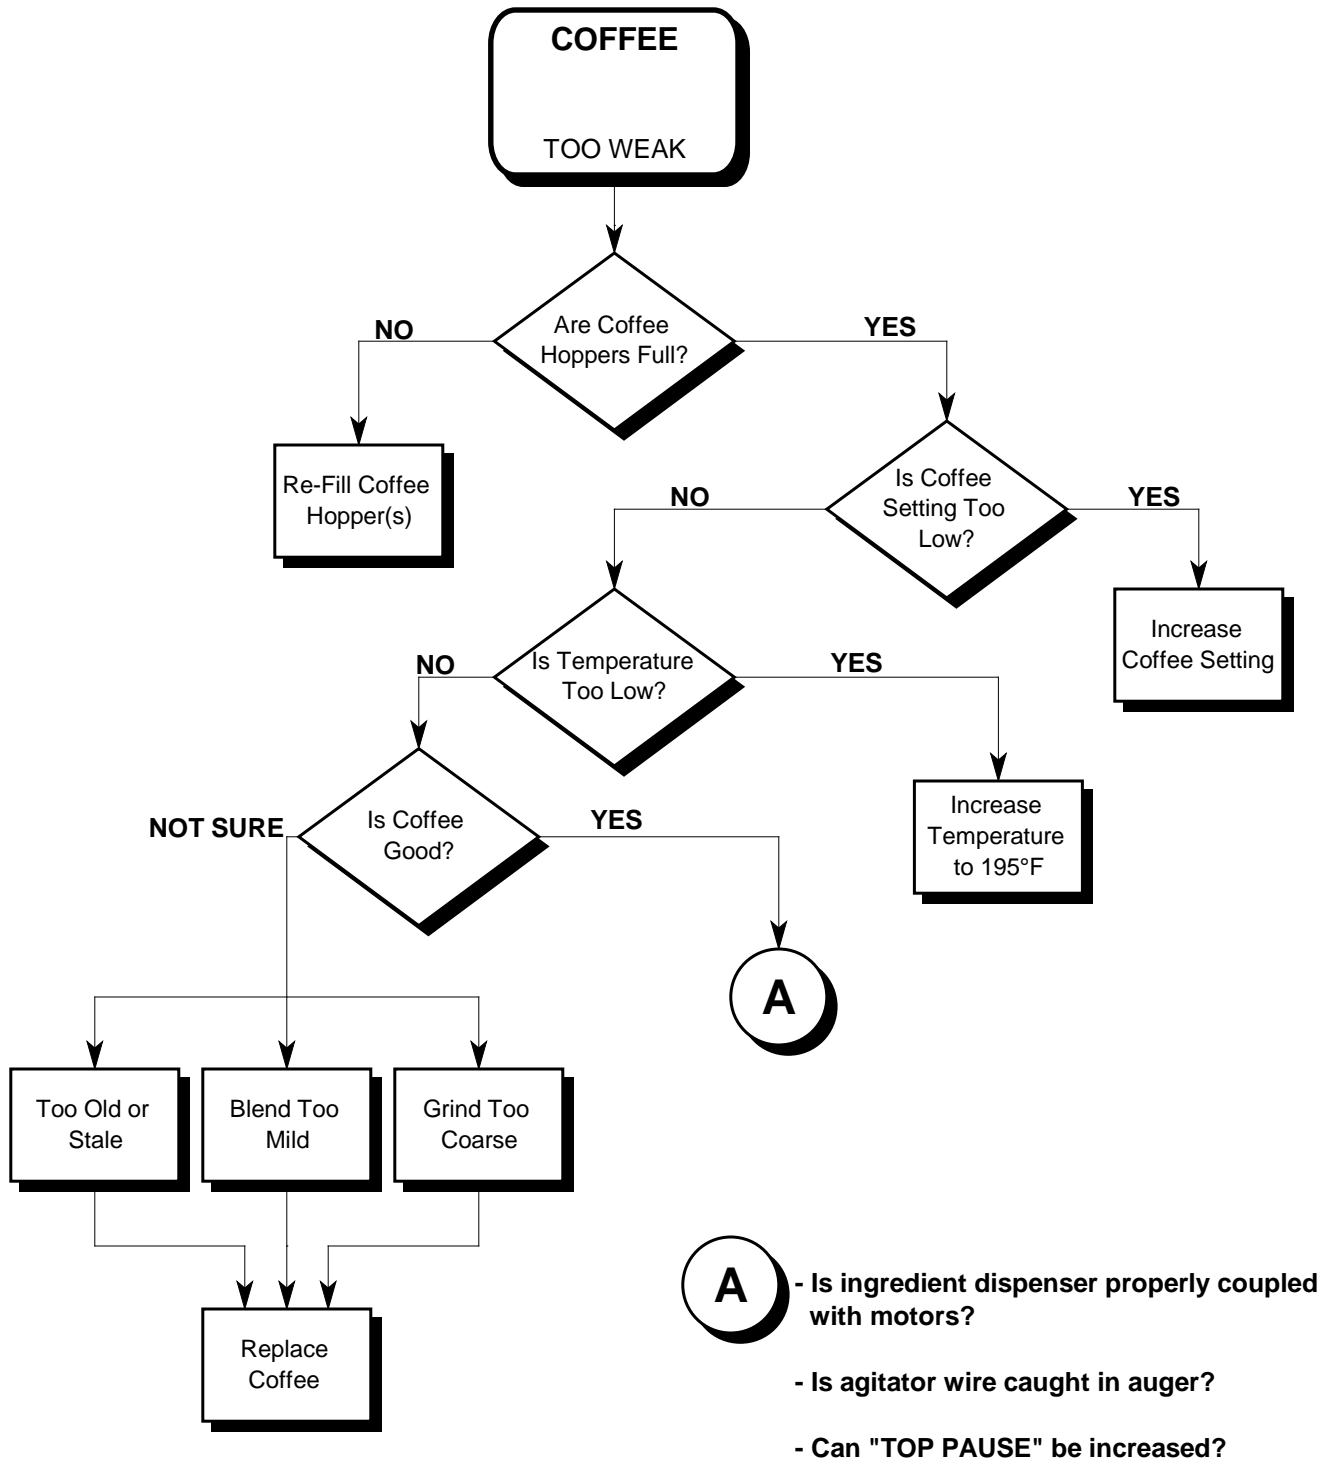 COFFEE
TOO WEAK
Are Coffee
Hoppers Full?
NO
YES
Re-Fill Coffee
Hopper(s)
Is Coffee
Setting Too
Low?
NO
YES
Increase
Coffee Setting
Is Temperature
Too Low?
NO
YES
Increase
Temperature
to 195°F
Is Coffee
Good?
NOT SURE
YES
A
Too Old or
Stale
Blend Too
Mild
Grind Too
Coarse
Replace
Coffee
A
- Is ingredient dispenser properly coupled
with motors?
- Is agitator wire caught in auger?
- Can "TOP PAUSE" be increased?